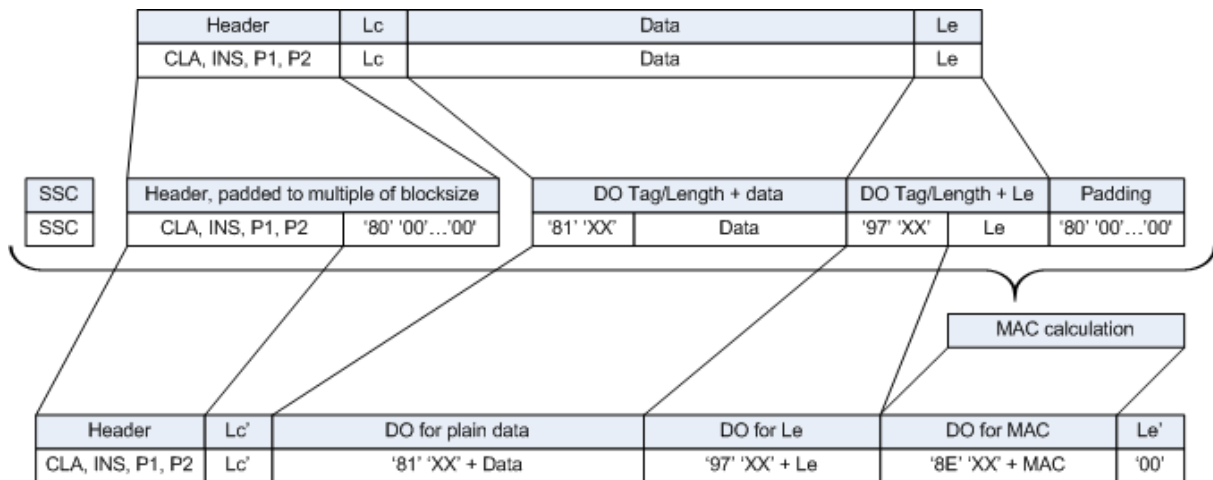 Header Lc Data Le
CLA, INS, P1, P2 Lc Data Le
SSC Header, padded to multiple of blocksize DO Tag/Length + data DO Tag/Length + Le Padding
SSC CLA, INS, P1, P2 ‘80’ ‘00’…‘00’ ‘81’ ‘XX’ Data ‘97’ ‘XX’ Le ‘80’ ‘00’…‘00’
MAC calculation
Header Lc’ DO for plain data DO for Le DO for MAC Le’
CLA, INS, P1, P2 Lc’ ‘81’ ‘XX’ + Data ‘97’ ‘XX’ + Le ‘8E’ ‘XX’ + MAC ‘00’